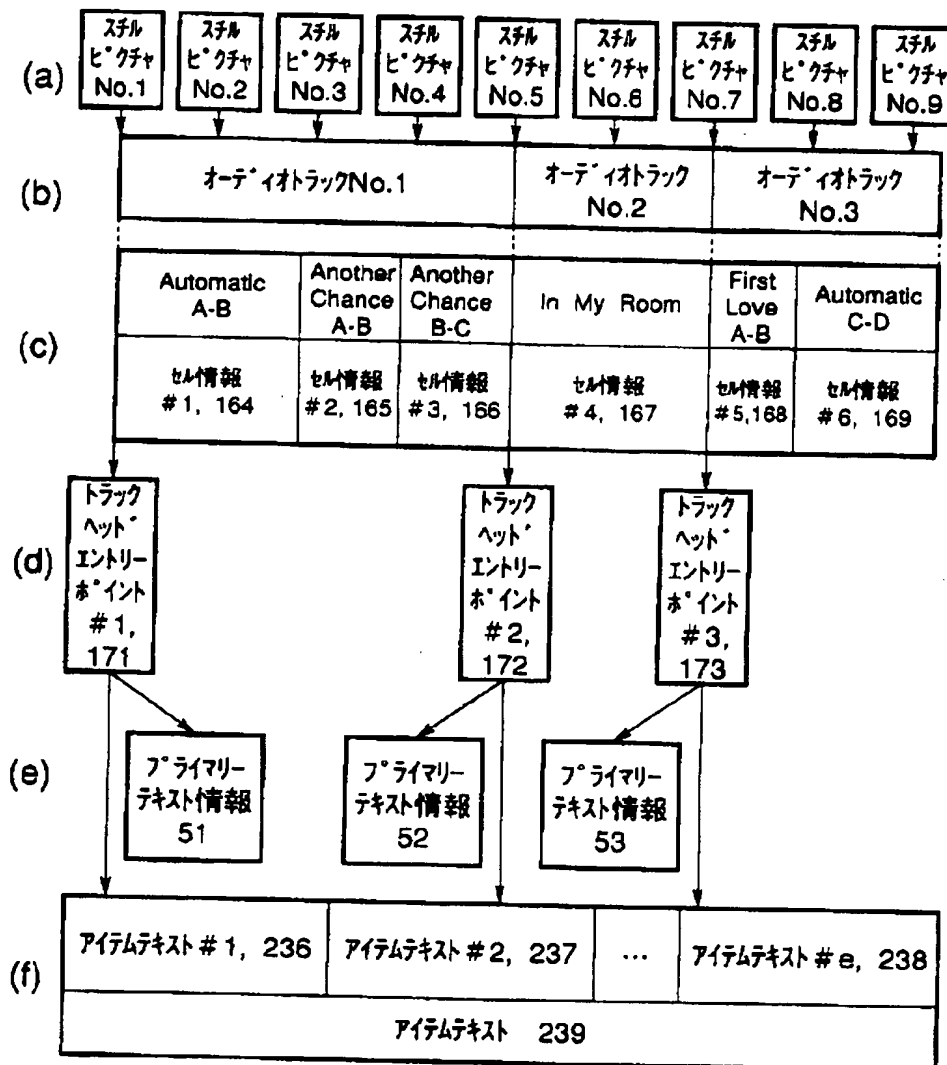 (a)
スチル
ピクチャ
No.1
スチル
ピクチャ
No.2
スチル
ピクチャ
No.3
スチル
ピクチャ
No.4
スチル
ピクチャ
No.5
スチル
ピクチャ
No.6
スチル
ピクチャ
No.7
スチル
ピクチャ
No.8
スチル
ピクチャ
No.9
(b)
オーディオトラックNo.1
オーディオトラック
No.2
オーディオトラック
No.3
(c)
Automatic
A-B
Another
Chance
A-B
Another
Chance
B-C
In My Room
First
Love
A-B
Automatic
C-D
セル情報
#1, 164
セル情報
#2, 165
セル情報
#3, 166
セル情報
#4, 167
セル情報
#5,168
セル情報
#6, 169
(d)
トラック
ヘッド
エントリー
ポイント
#1,
171
トラック
ヘッド
エントリー
ポイント
#2,
172
トラック
ヘッド
エントリー
ポイント
#3,
173
(e)
プライマリー
テキスト情報
51
プライマリー
テキスト情報
52
プライマリー
テキスト情報
53
(f)
アイテムテキスト #1, 236
アイテムテキスト #2, 237
...
アイテムテキスト #e, 238
アイテムテキスト 239